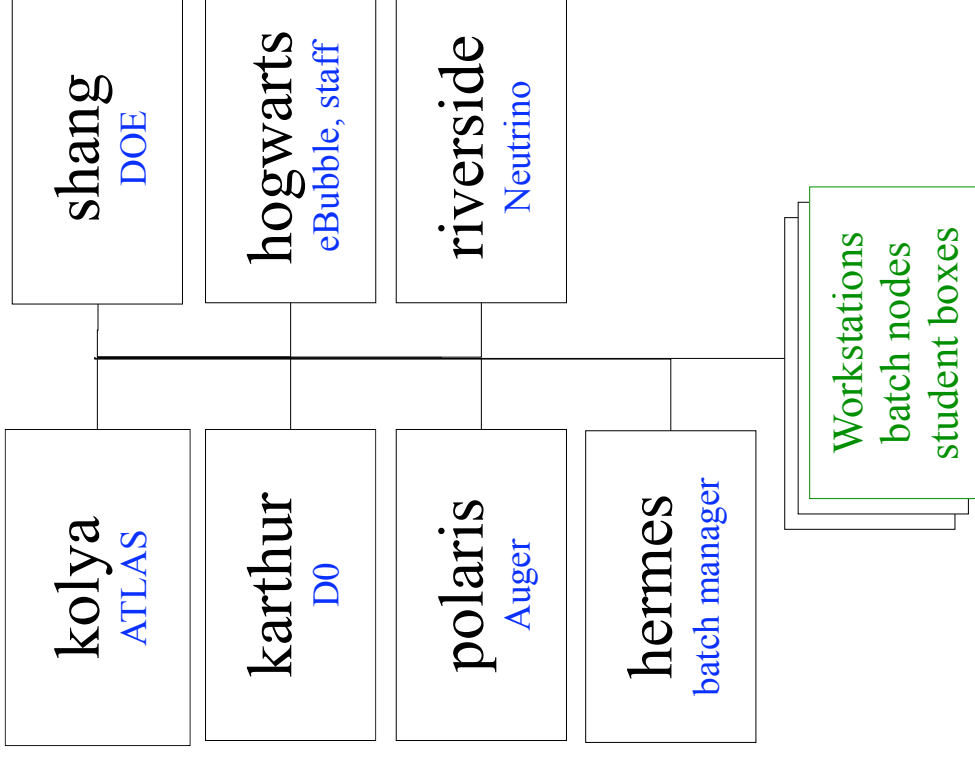 kolya
ATLAS
shang
DOE
karthur
D0
hogwarts
eBubble, staff
polaris
Auger
riverside
Neutrino
hermes
batch manager
Workstations
batch nodes
student boxes